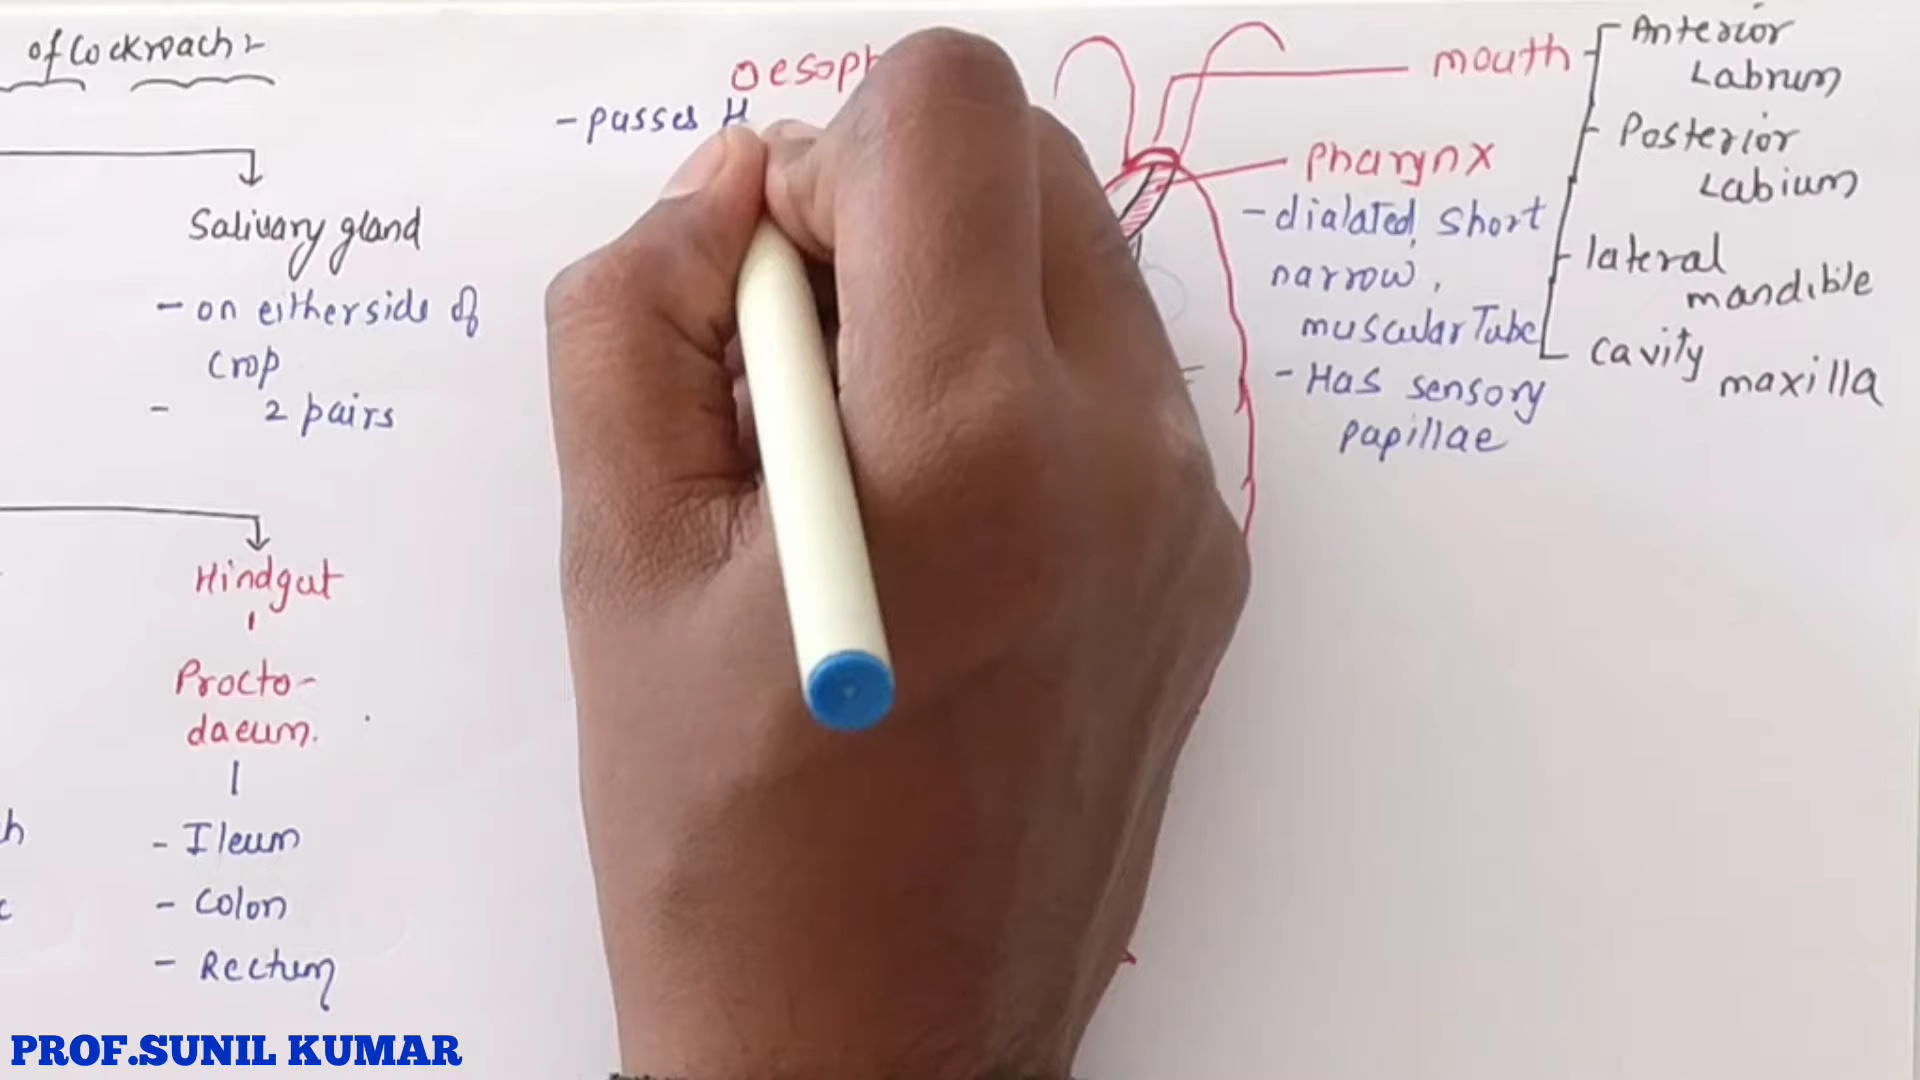 of Cockroach :-
Salivary gland
- on either side of
crop
- 2 pairs
Hindgut
Procto-
daeum.
- Ileum
- Colon
- Rectum
Oesoph
- passes
mouth
Anterior
Labrum
Posterior
Labium
lateral
mandible
cavity
maxilla
Pharynx
- dialated, short
narrow,
muscular Tube
- Has sensory
papillae
PROF.SUNIL KUMAR